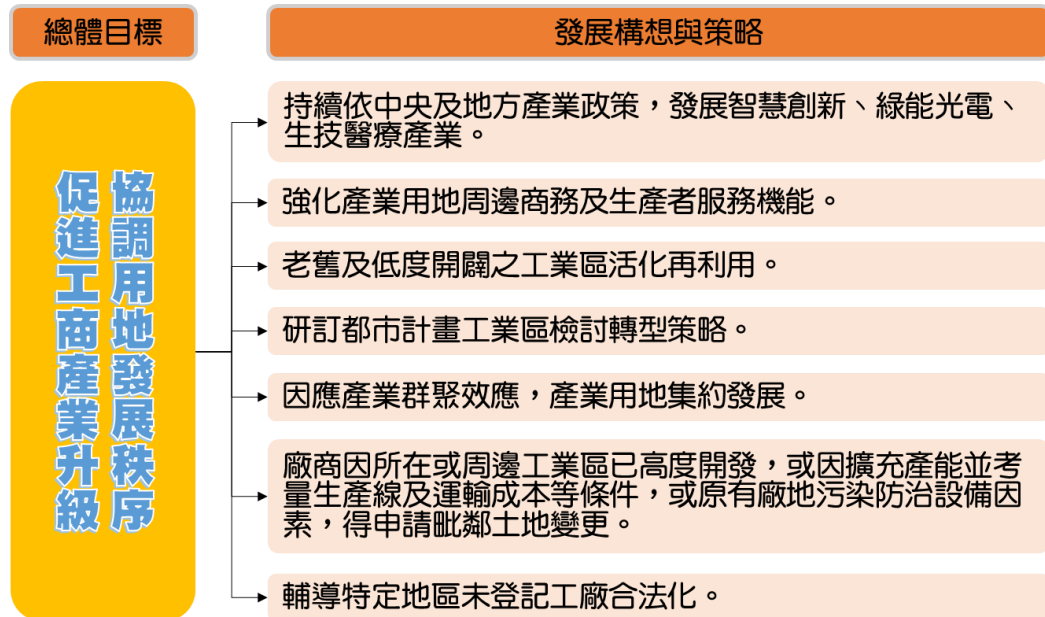 總體目標
發展構想與策略
協調用地發展秩序
促進工商產業升級
持續依中央及地方產業政策，發展智慧創新、綠能光電、
生技醫療產業。
強化產業用地周邊商務及生產者服務機能。
老舊及低度開闢之工業區活化再利用。
研訂都市計畫工業區檢討轉型策略。
因應產業群聚效應，產業用地集約發展。
廠商因所在或周邊工業區已高度開發，或因擴充產能並考
量生產線及運輸成本等條件，或原有廠地污染防治設備因
素，得申請毗鄰土地變更。
輔導特定地區未登記工廠合法化。